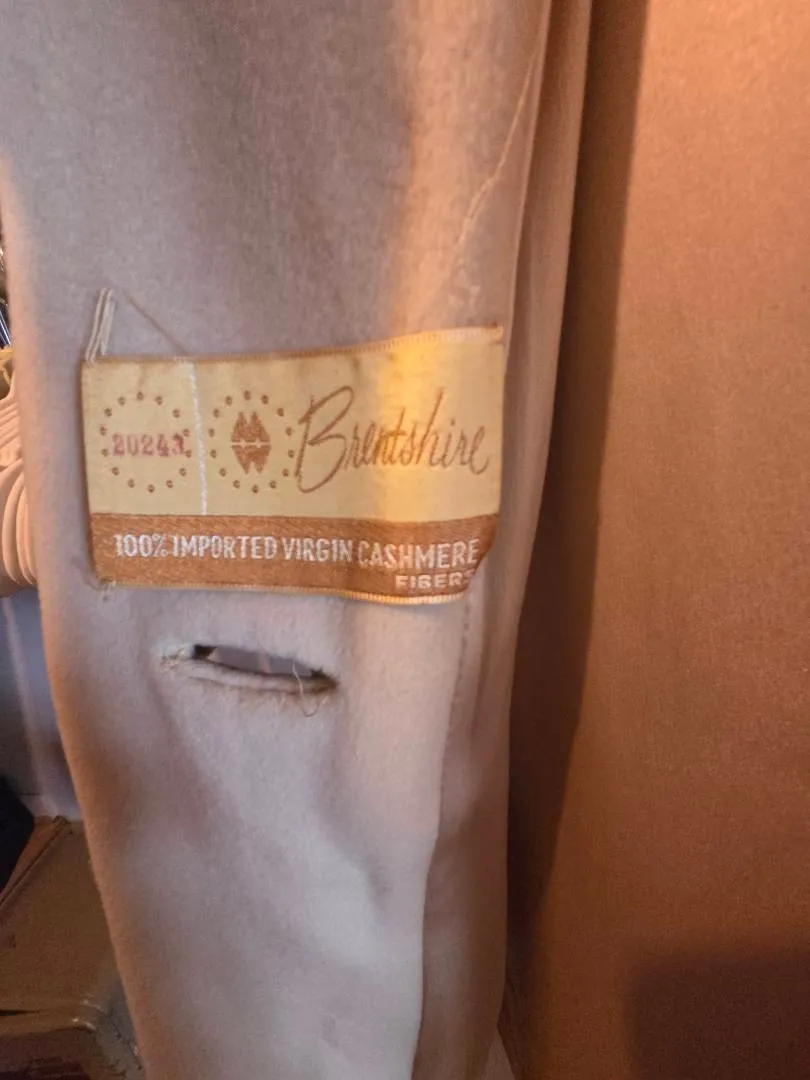 20243
Brentshire
100% IMPORTED VIRGIN CASHMERE
FIBERS